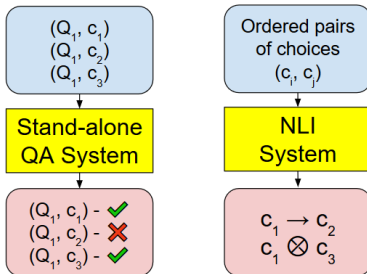 (Q₁, c₁)
(Q₁, c₂)
(Q₁, c₃)
Stand-alone
QA System
(Q₁, c₁) - ✓
(Q₁, c₂) - ✗
(Q₁, c₃) - ✓
Ordered pairs
of choices
(cᵢ, cⱼ)
NLI
System
c₁ → c₂
c₁ ⊗ c₃